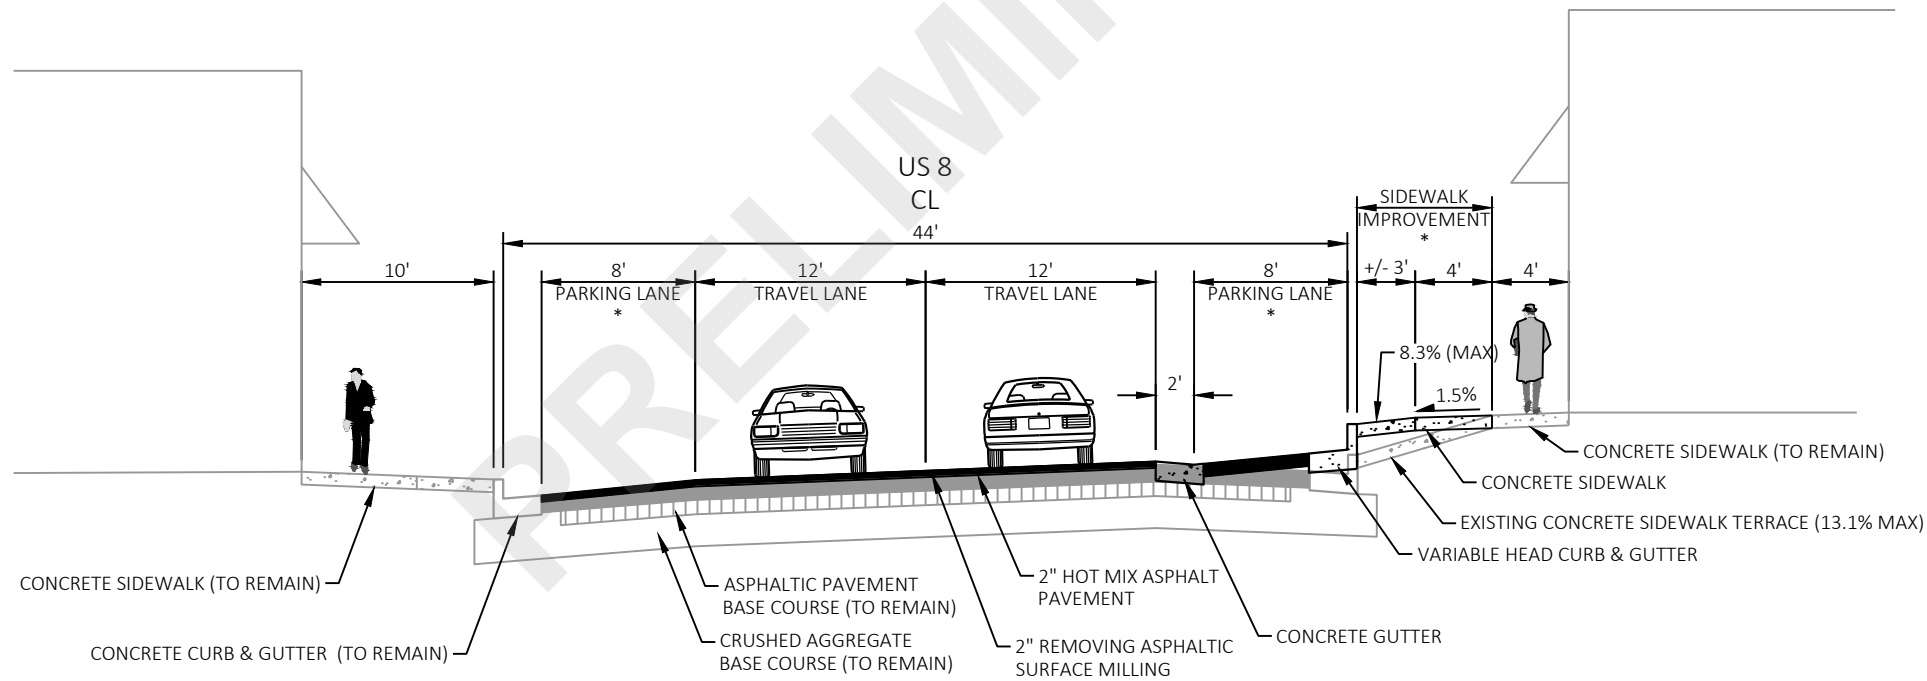 PRELIMI
US 8
CL
SIDEWALK
IMPROVEMENT
*
44'
10'
8'
12'
12'
8'
+/- 3'
4'
4'
PARKING LANE
TRAVEL LANE
TRAVEL LANE
PARKING LANE
*
*
8.3% (MAX)
2'
1.5%
CONCRETE SIDEWALK (TO REMAIN)
CONCRETE SIDEWALK
EXISTING CONCRETE SIDEWALK TERRACE (13.1% MAX)
VARIABLE HEAD CURB & GUTTER
CONCRETE SIDEWALK (TO REMAIN)
ASPHALTIC PAVEMENT
BASE COURSE (TO REMAIN)
2" HOT MIX ASPHALT
PAVEMENT
CONCRETE GUTTER
CONCRETE CURB & GUTTER (TO REMAIN)
CRUSHED AGGREGATE
BASE COURSE (TO REMAIN)
2" REMOVING ASPHALTIC
SURFACE MILLING